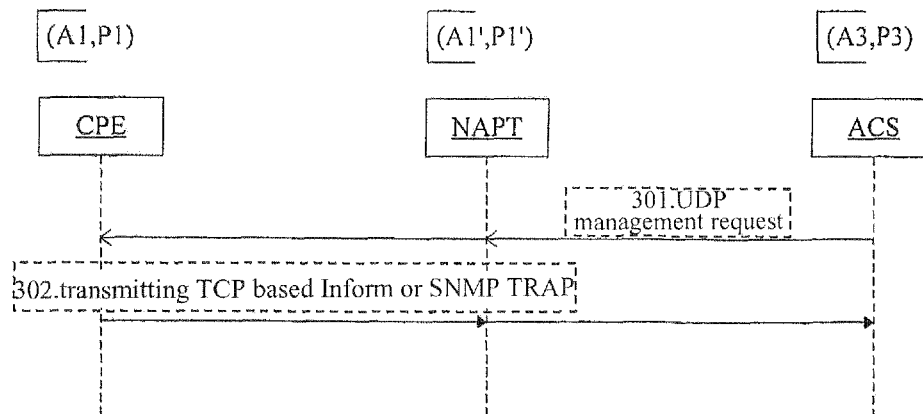 (A1,P1)
(A1',P1')
(A3,P3)
CPE
NAPT
ACS
301.UDP
management request
302.transmitting TCP based Inform or SNMP TRAP